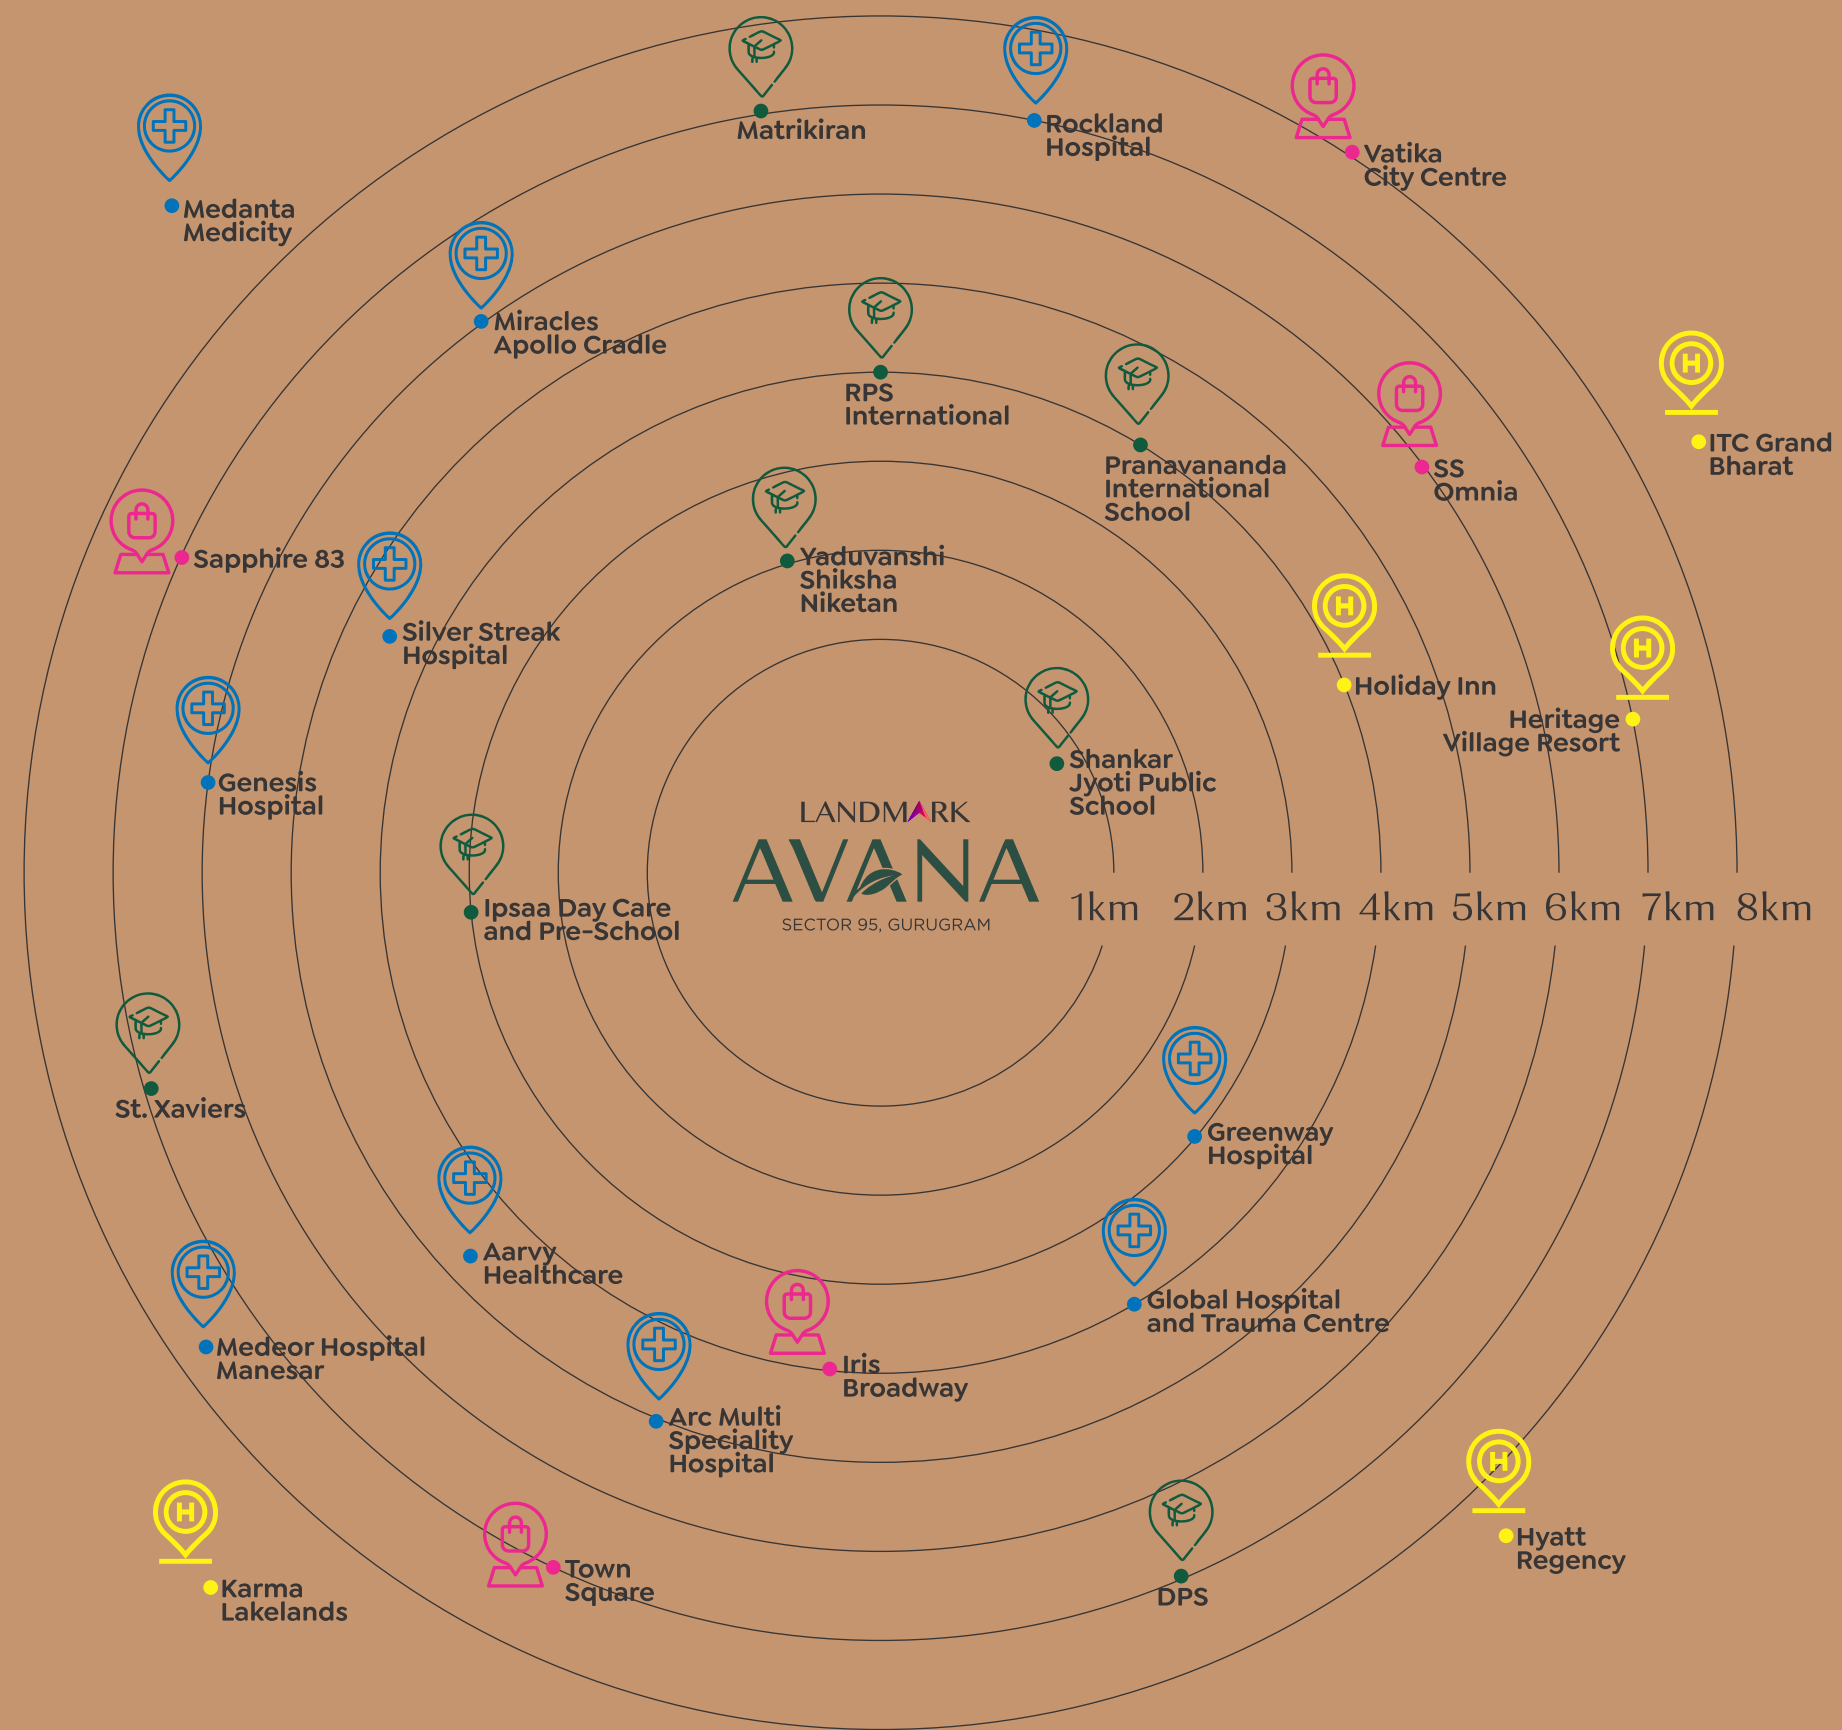 Matrikiran
Rockland
Hospital
Vatika
City Centre
Medanta
Medicity
Miracles
Apollo Cradle
RPS
International
Pranavananda
International
School
SS
Omnia
H
ITC Grand
Bharat
Sapphire 83
Silver Streak
Hospital
Yaduvanshi
Shiksha
Niketan
H
Holiday Inn
H
Heritage
Village Resort
Genesis
Hospital
Shankar
Jyoti Public
School
LANDMARK
AVANA
SECTOR 95, GURUGRAM
1km 2km 3km 4km 5km 6km 7km 8km
Ipsaa Day Care
and Pre-School
St. Xaviers
Greenway
Hospital
Aarvy
Healthcare
Global Hospital
and Trauma Centre
Medeor Hospital
Manesar
Iris
Broadway
Arc Multi
Speciality
Hospital
H
Karma
Lakelands
Town
Square
DPS
H
Hyatt
Regency